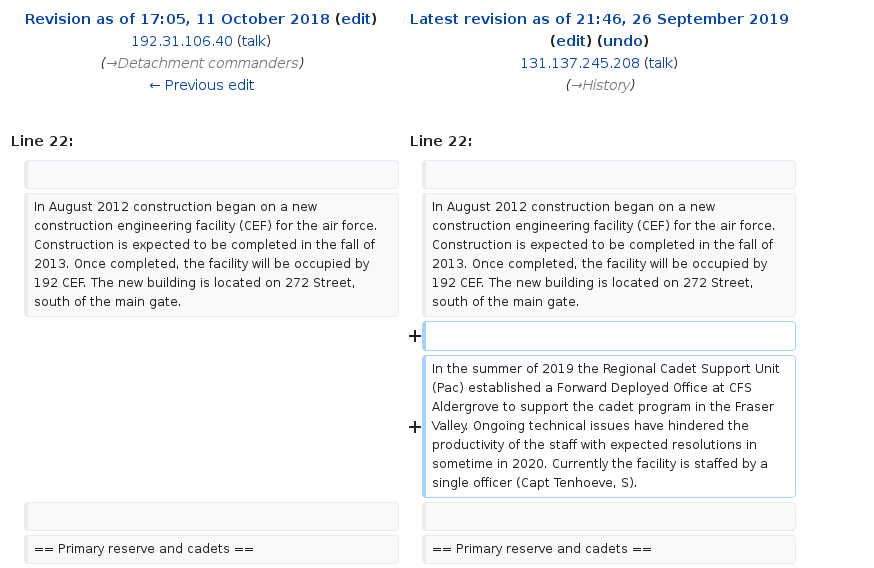 Revision as of 17:05, 11 October 2018 (edit)
192.31.106.40 (talk)
(→Detachment commanders)
← Previous edit
Latest revision as of 21:46, 26 September 2019
(edit) (undo)
131.137.245.208 (talk)
(→History)
Line 22:
Line 22:
In August 2012 construction began on a new
construction engineering facility (CEF) for the air force.
Construction is expected to be completed in the fall of
2013. Once completed, the facility will be occupied by
192 CEF. The new building is located on 272 Street,
south of the main gate.
In August 2012 construction began on a new
construction engineering facility (CEF) for the air force.
Construction is expected to be completed in the fall of
2013. Once completed, the facility will be occupied by
192 CEF. The new building is located on 272 Street,
south of the main gate.
+
+
In the summer of 2019 the Regional Cadet Support Unit
(Pac) established a Forward Deployed Office at CFS
Aldergrove to support the cadet program in the Fraser
Valley. Ongoing technical issues have hindered the
productivity of the staff with expected resolutions in
sometime in 2020. Currently the facility is staffed by a
single officer (Capt Tenhoeve, S).
== Primary reserve and cadets ==
== Primary reserve and cadets ==